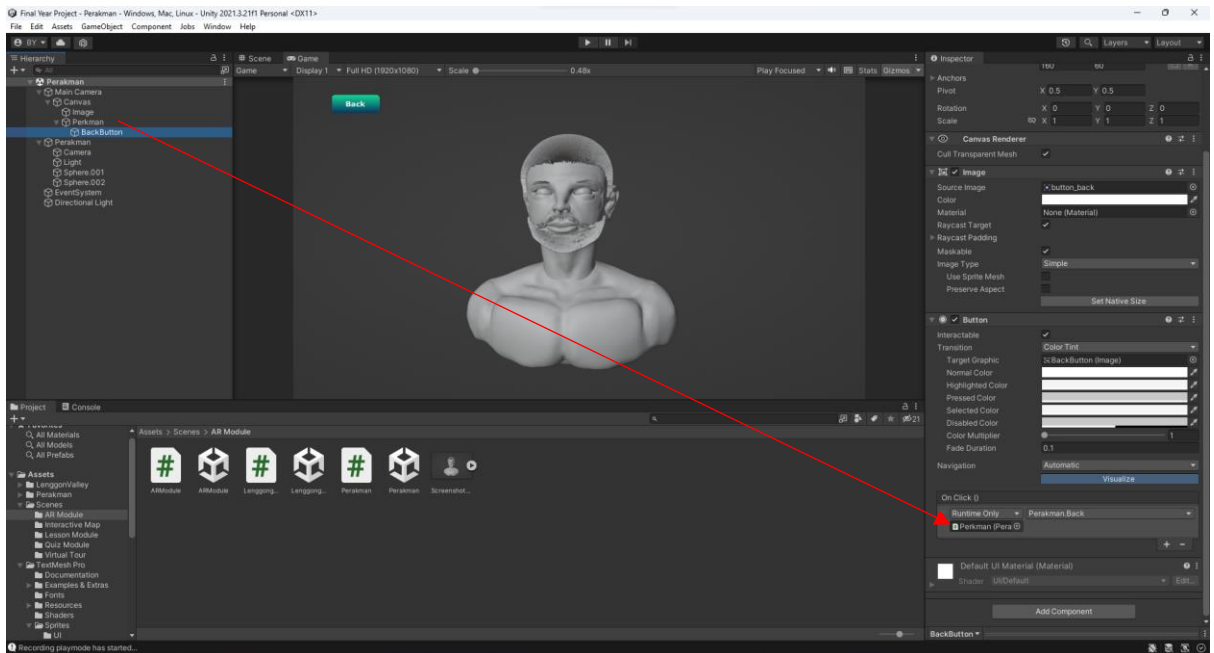 Final Year Project - Perakman - Windows, Mac, Linux - Unity 2021.3.21f1 Personal <DX11>
File Edit Assets GameObject Component Jobs Window Help
BY Layers Layout
Hierarchy
All
Perakman
Main Camera
Canvas
Image
Perkman
BackButton
Perakman
Camera
Light
Sphere.001
Sphere.002
EventSystem
Directional Light
Scene Game
Game Display 1 Full HD (1920x1080) Scale 0.48x Play Focused Stats Gizmos
Back
Inspector
160 60
Anchors
Pivot X 0.5 Y 0.5
Rotation X 0 Y 0 Z 0
Scale X 1 Y 1 Z 1
Canvas Renderer
Cull Transparent Mesh
Image
Source Image button_back
Color
Material None (Material)
Raycast Target
Raycast Padding
Maskable
Image Type Simple
Use Sprite Mesh
Preserve Aspect
Set Native Size
Button
Interactable
Transition Color Tint
Target Graphic BackButton (Image)
Normal Color
Highlighted Color
Pressed Color
Selected Color
Disabled Color
Color Multiplier 1
Fade Duration 0.1
Navigation Automatic
Visualize
On Click ()
Runtime Only Perakman.Back
Perkman (Pera
+ -
Default UI Material (Material)
Shader UI/Default Edit...
Add Component
BackButton
Project Console
21
Favorites
All Materials
All Models
All Prefabs
Assets
LenggonValley
Perakman
Scenes
AR Module
Interactive Map
Lesson Module
Quiz Module
Virtual Tour
TextMesh Pro
Documentation
Examples & Extras
Fonts
Resources
Shaders
Sprites
UI
Assets > Scenes > AR Module
ARModule ARModule Lenggong... Lenggong... Perakman Perakman Screenshot...
Recording playmode has started...